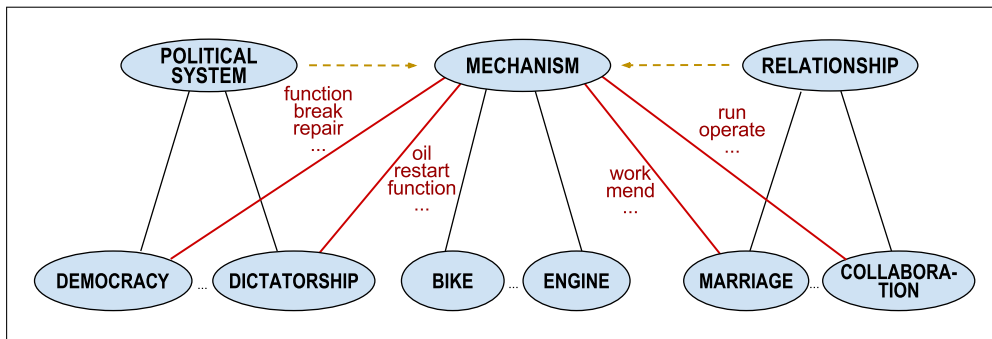 POLITICAL
SYSTEM
MECHANISM
RELATIONSHIP
function
break
repair
...
oil
restart
function
...
work
mend
...
run
operate
...
DEMOCRACY
...
DICTATORSHIP
BIKE
...
ENGINE
MARRIAGE
...
COLLABORA-
TION